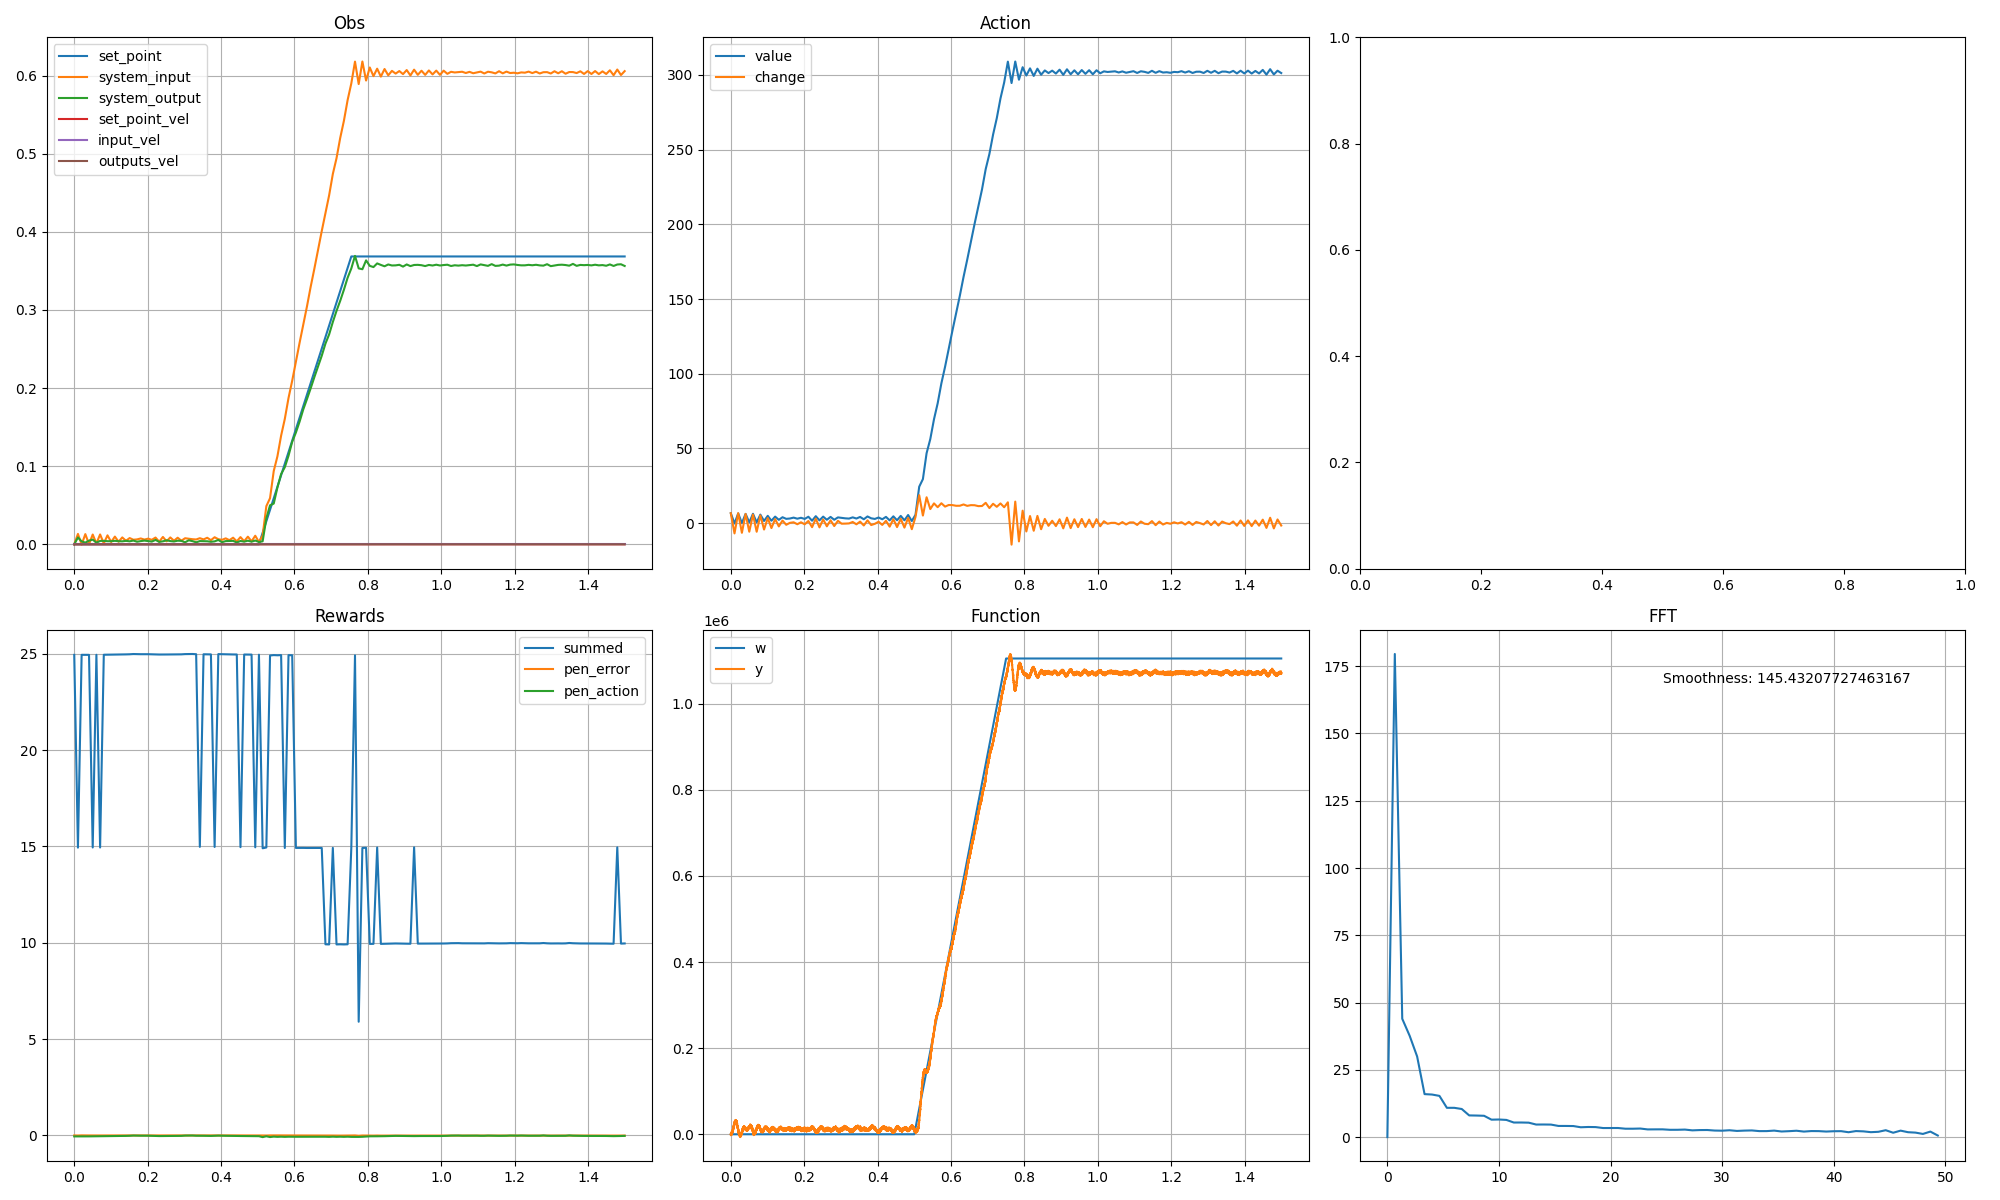 Obs
set_point
system_input
system_output
set_point_vel
input_vel
outputs_vel
0.6
0.5
0.4
0.3
0.2
0.1
0.0
0.0 0.2 0.4 0.6 0.8 1.0 1.2 1.4
Action
value
change
300
250
200
150
100
50
0
0.0 0.2 0.4 0.6 0.8 1.0 1.2 1.4
1.0
0.8
0.6
0.4
0.2
0.0
0.0 0.2 0.4 0.6 0.8 1.0
Rewards
summed
pen_error
pen_action
25
20
15
10
5
0
0.0 0.2 0.4 0.6 0.8 1.0 1.2 1.4
Function
1e6
w
y
1.0
0.8
0.6
0.4
0.2
0.0
0.0 0.2 0.4 0.6 0.8 1.0 1.2 1.4
FFT
Smoothness: 145.43207727463167
175
150
125
100
75
50
25
0
0 10 20 30 40 50